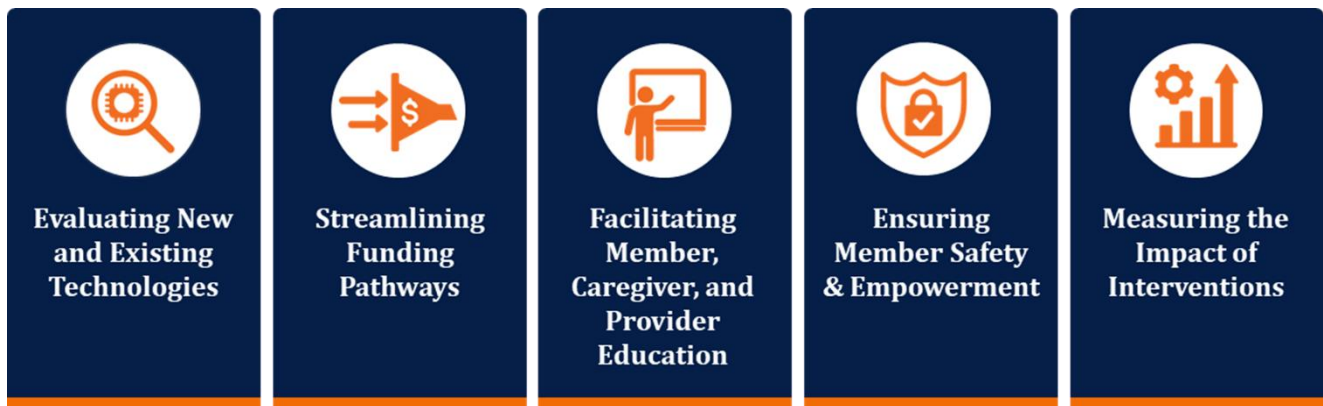 Evaluating New
and Existing
Technologies
$
Streamlining
Funding
Pathways
Facilitating
Member,
Caregiver, and
Provider
Education
Ensuring
Member Safety
& Empowerment
Measuring the
Impact of
Interventions